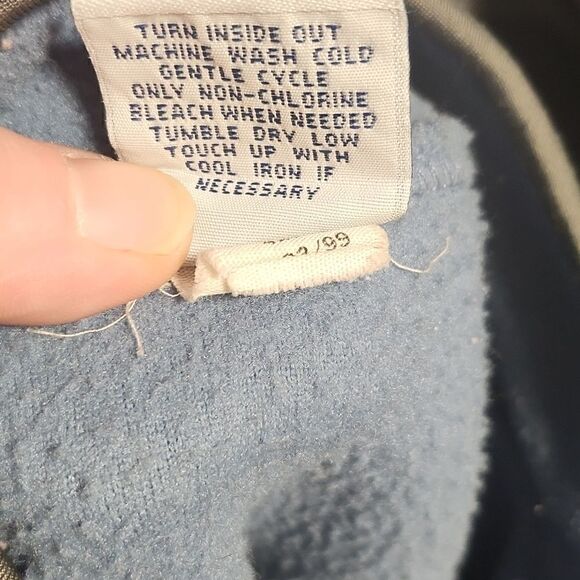 TURN INSIDE OUT
MACHINE WASH COLD
GENTLE CYCLE
ONLY NON-CHLORINE
BLEACH WHEN NEEDED
TUMBLE DRY LOW
TOUCH UP WITH
COOL IRON IF
NECESSARY
/99